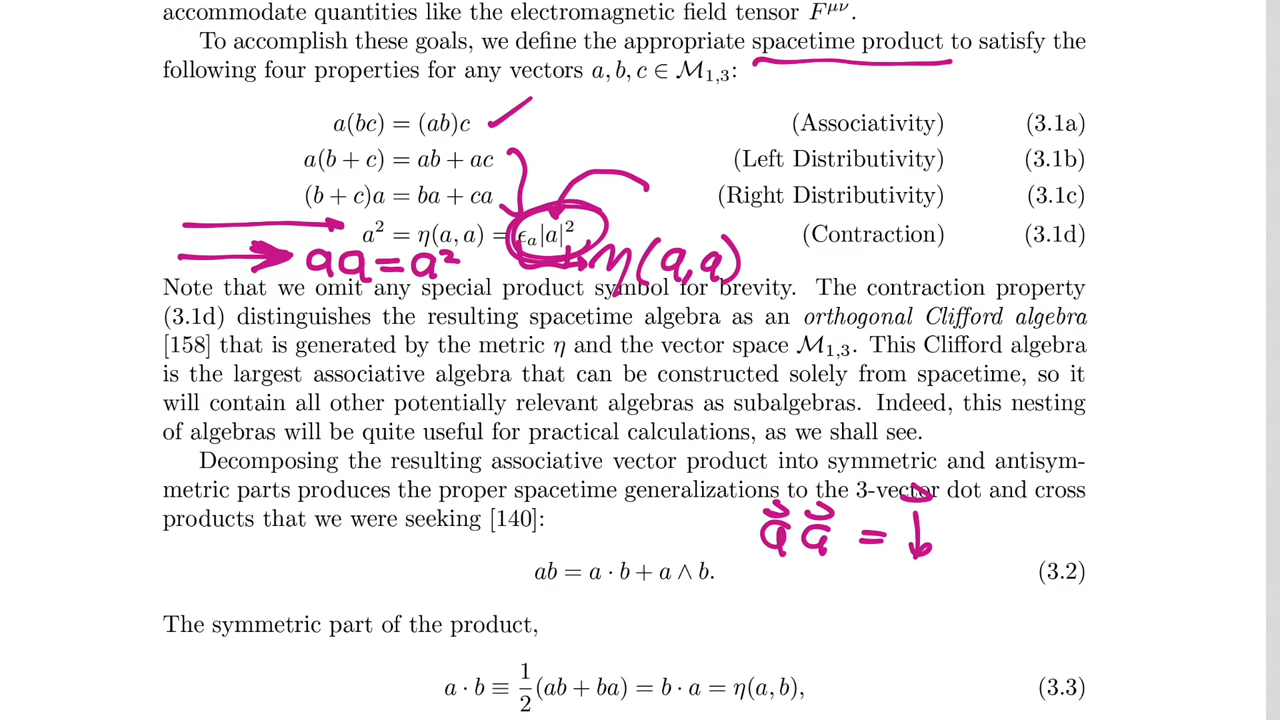 accommodate quantities like the electromagnetic field tensor F^{μν}.
To accomplish these goals, we define the appropriate spacetime product to satisfy the
following four properties for any vectors a, b, c ∈ M_{1,3}:
a(bc) = (ab)c (Associativity) (3.1a)
a(b + c) = ab + ac (Left Distributivity) (3.1b)
(b + c)a = ba + ca (Right Distributivity) (3.1c)
a² = η(a, a) = ϵ_a|a|² (Contraction) (3.1d)
aa = a² η(a,a)
Note that we omit any special product symbol for brevity. The contraction property
(3.1d) distinguishes the resulting spacetime algebra as an orthogonal Clifford algebra
[158] that is generated by the metric η and the vector space M_{1,3}. This Clifford algebra
is the largest associative algebra that can be constructed solely from spacetime, so it
will contain all other potentially relevant algebras as subalgebras. Indeed, this nesting
of algebras will be quite useful for practical calculations, as we shall see.
Decomposing the resulting associative vector product into symmetric and antisym-
metric parts produces the proper spacetime generalizations to the 3-vector dot and cross
products that we were seeking [140]:
a⃗ a⃗ = b⃗
ab = a · b + a ∧ b. (3.2)
The symmetric part of the product,
a · b ≡ 1/2 (ab + ba) = b · a = η(a, b), (3.3)